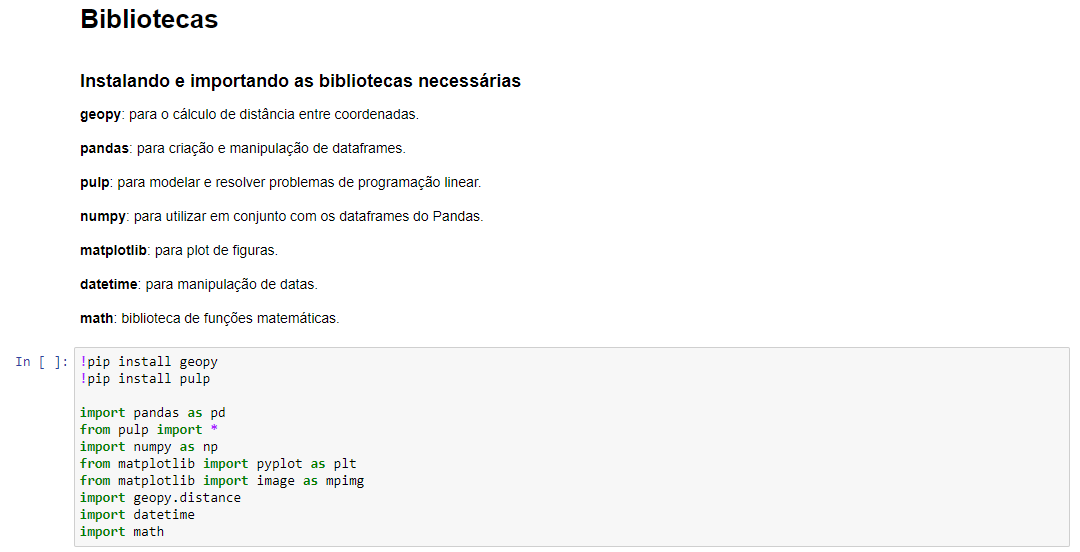 Bibliotecas
Instalando e importando as bibliotecas necessárias
geopy: para o cálculo de distância entre coordenadas.
pandas: para criação e manipulação de dataframes.
pulp: para modelar e resolver problemas de programação linear.
numpy: para utilizar em conjunto com os dataframes do Pandas.
matplotlib: para plot de figuras.
datetime: para manipulação de datas.
math: biblioteca de funções matemáticas.
In [ ]: !pip install geopy
!pip install pulp
import pandas as pd
from pulp import *
import numpy as np
from matplotlib import pyplot as plt
from matplotlib import image as mpimg
import geopy.distance
import datetime
import math